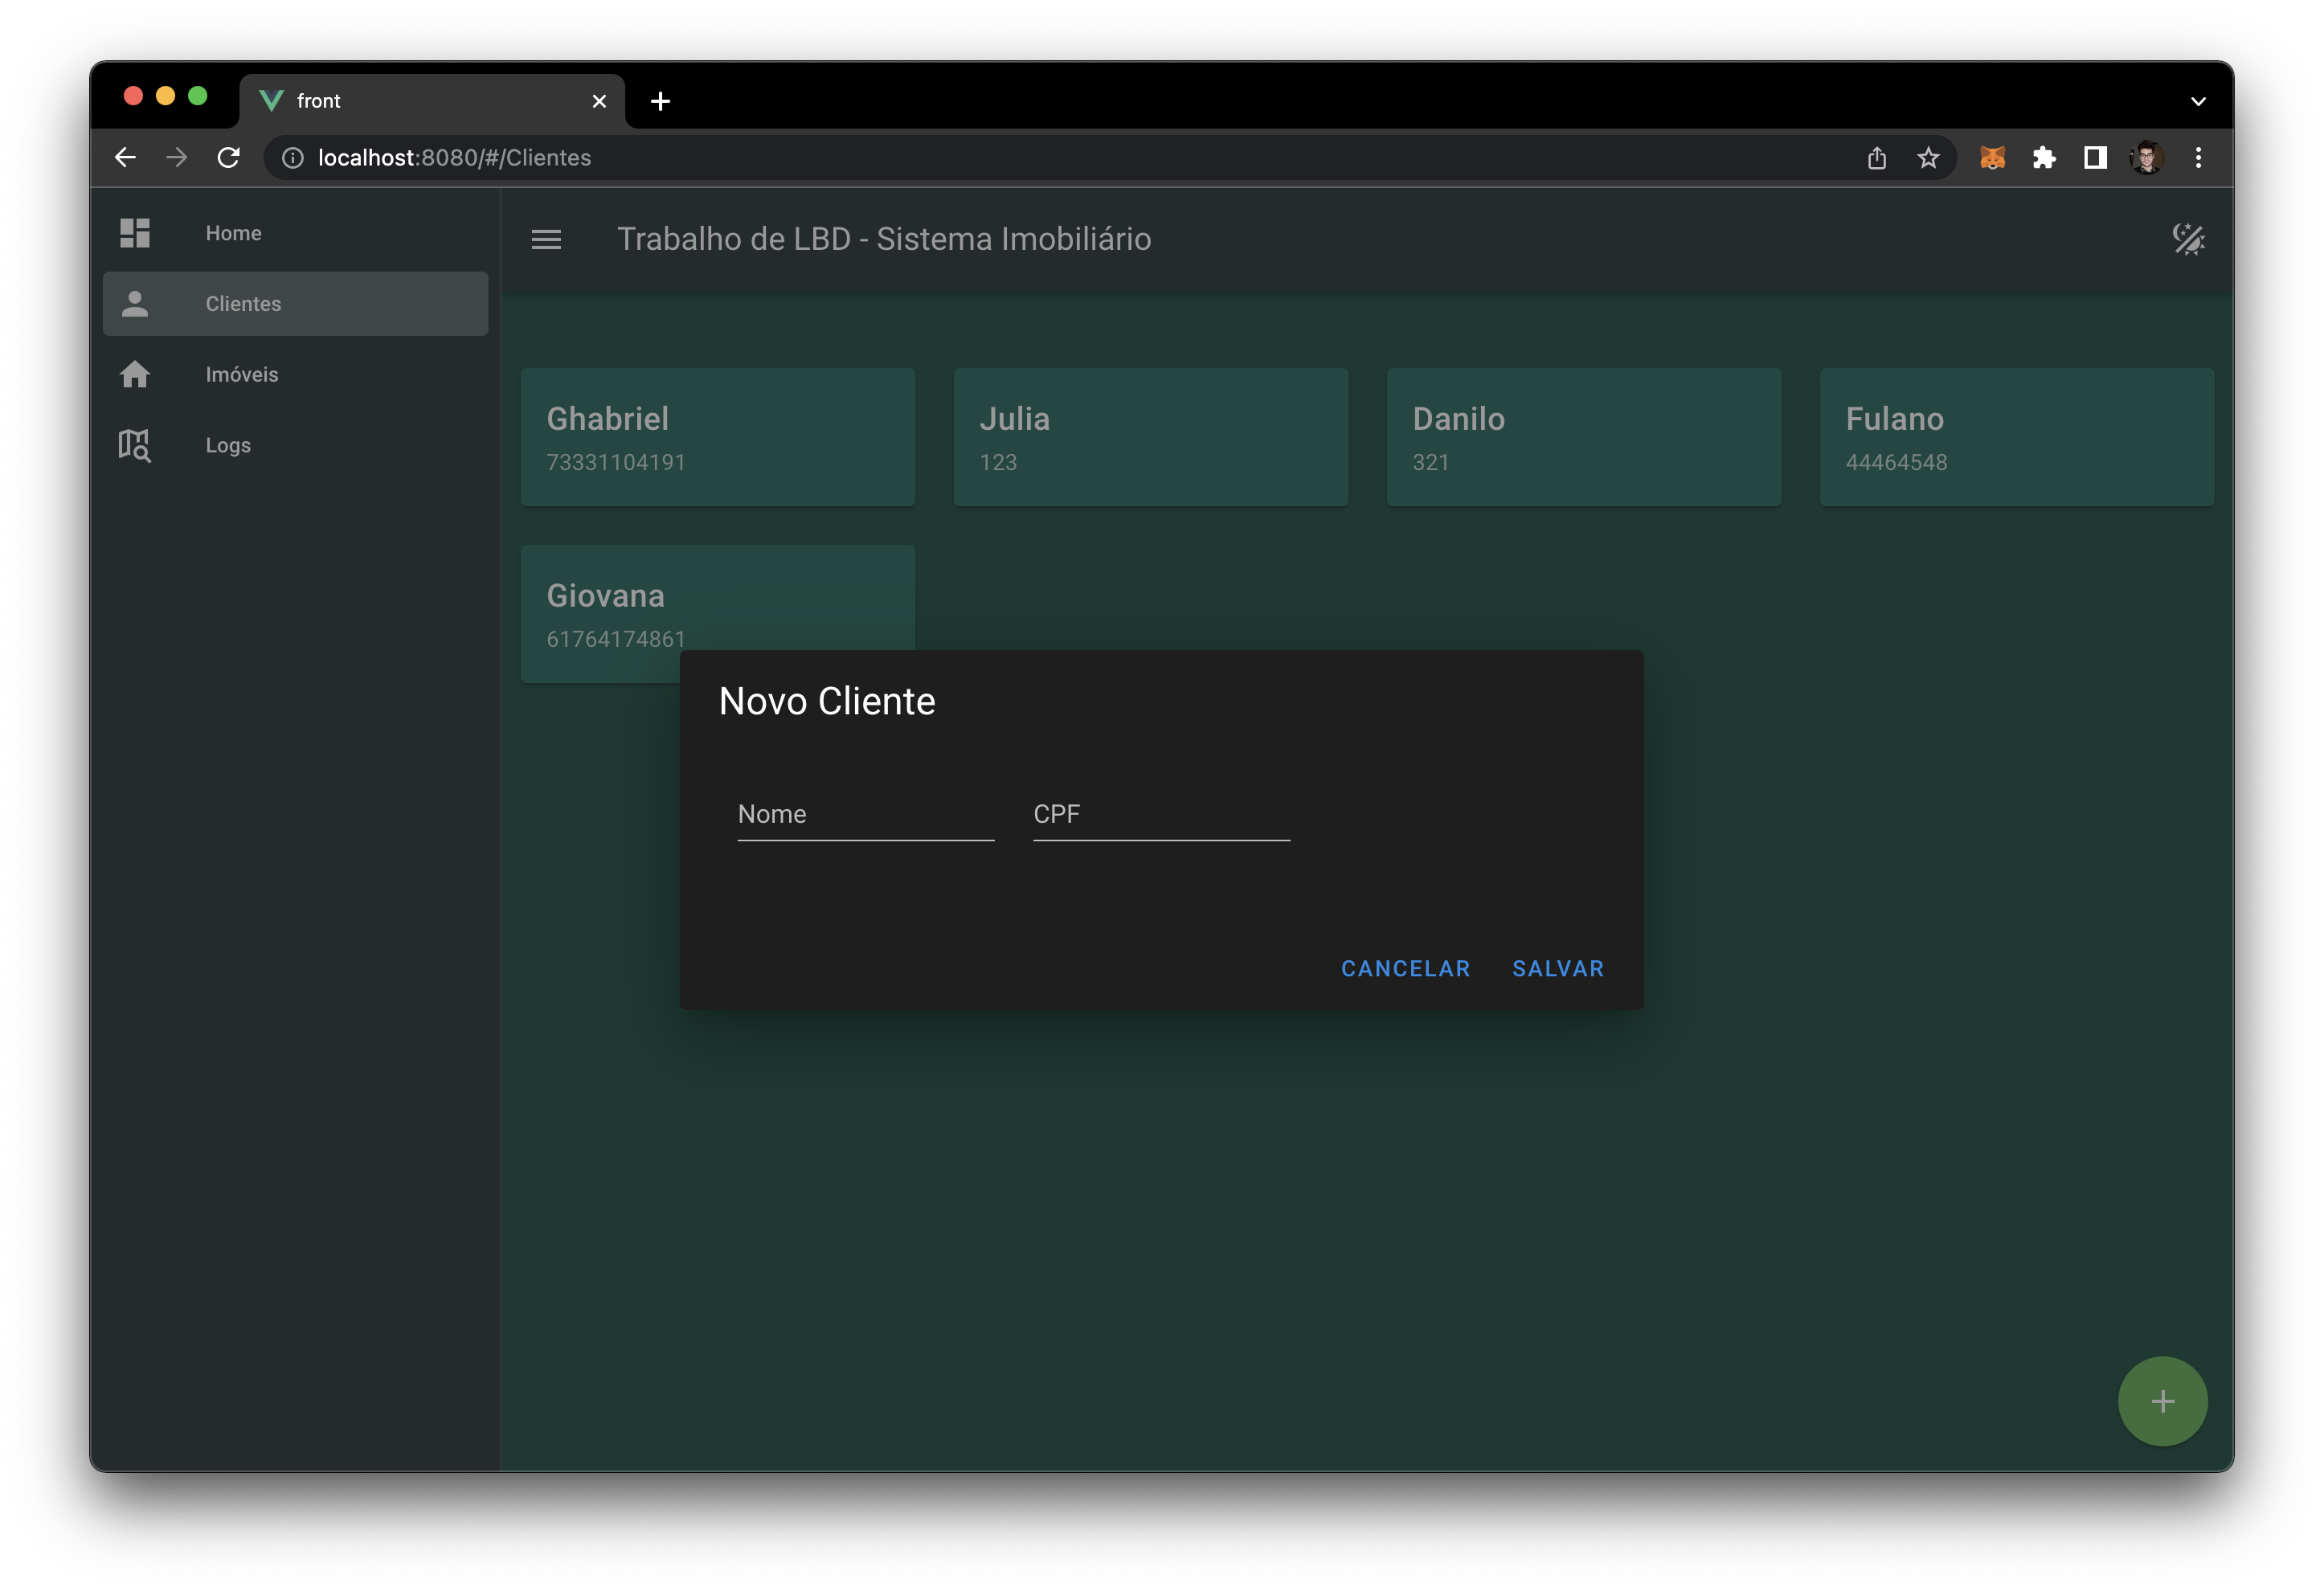 front
localhost:8080/#/Clientes
Home
Clientes
Imóveis
Logs
Trabalho de LBD - Sistema Imobiliário
Ghabriel
73331104191
Julia
123
Danilo
321
Fulano
44464548
Giovana
61764174861
Novo Cliente
Nome CPF
CANCELAR SALVAR